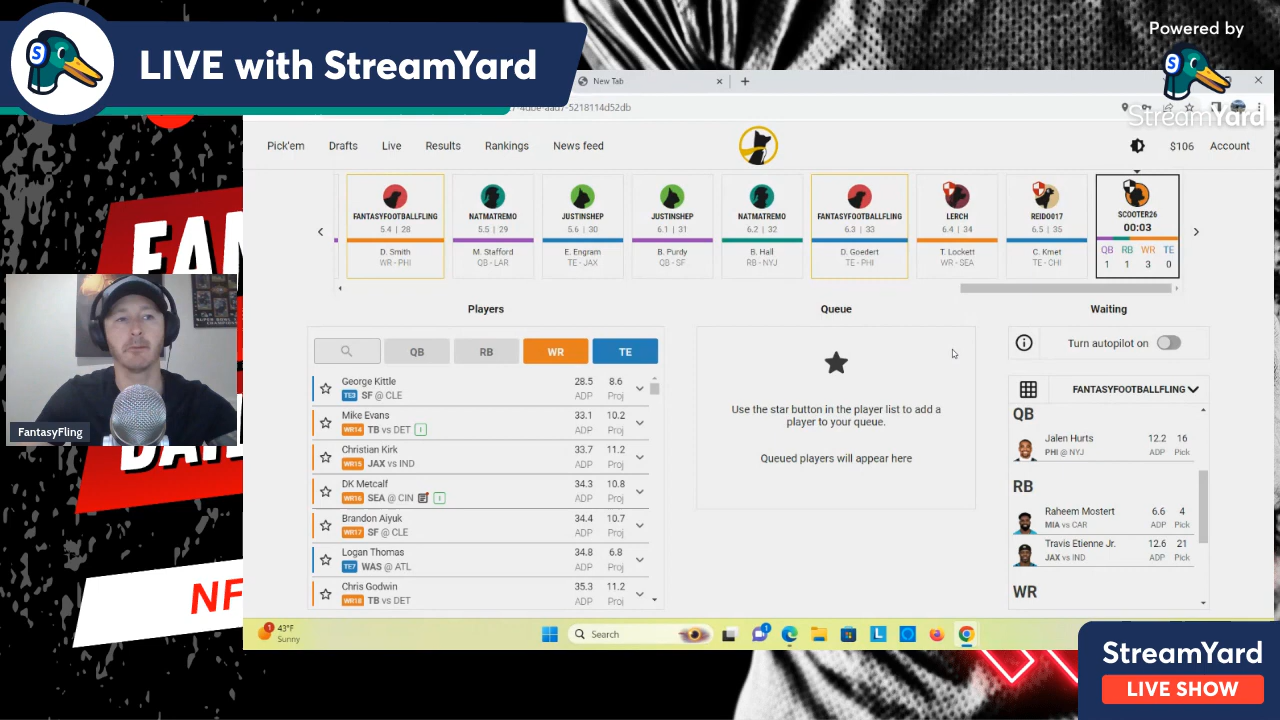 LIVE with StreamYard
Powered by
StreamYard
New Tab
5218114d52db
Pick'em
Drafts
Live
Results
Rankings
News feed
$106
Account
FANTASYFOOTBALLFLING
5.4 | 28
D. Smith
WR - PHI
NATMATREMO
5.5 | 29
M. Stafford
QB - LAR
JUSTINSHEP
5.6 | 30
E. Engram
TE - JAX
JUSTINSHEP
6.1 | 31
B. Purdy
QB - SF
NATMATREMO
6.2 | 32
B. Hall
RB - NYJ
FANTASYFOOTBALLFLING
6.3 | 33
D. Goedert
TE - PHI
LERCH
6.4 | 34
T. Lockett
WR - SEA
REIDO017
6.5 | 35
C. Kmet
TE - CHI
SCOOTER26
00:03
QB RB WR TE
1 1 3 0
Players
QB
RB
WR
TE
George Kittle 28.5 8.6
TE3 SF @ CLE ADP Proj
Mike Evans 33.1 10.2
WR14 TB vs DET ADP Proj
Christian Kirk 33.7 11.2
WR15 JAX vs IND ADP Proj
DK Metcalf 34.3 10.8
WR16 SEA @ CIN ADP Proj
Brandon Aiyuk 34.4 10.7
WR17 SF @ CLE ADP Proj
Logan Thomas 34.8 6.8
TE7 WAS @ ATL ADP Proj
Chris Godwin 35.3 11.2
WR18 TB vs DET ADP Proj
Queue
Use the star button in the player list to add a
player to your queue.
Queued players will appear here
Waiting
Turn autopilot on
FANTASYFOOTBALLFLING
QB
Jalen Hurts 12.2 16
PHI @ NYJ ADP Pick
RB
Raheem Mostert 6.6 4
MIA vs CAR ADP Pick
Travis Etienne Jr. 12.6 21
JAX vs IND ADP Pick
WR
FantasyFling
NF
1
43°F
Sunny
Search
StreamYard
LIVE SHOW